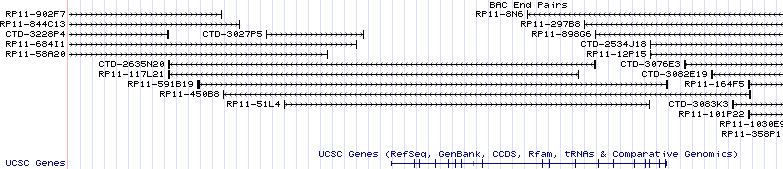 BAC End Pairs
RP11-902F7 RP11-8N6
RP11-844C13 RP11-297B8
CTD-3228P4 CTD-3027P5 RP11-898G6
RP11-684I1 CTD-2534J18
RP11-58A20 RP11-12P15
CTD-2635N20 CTD-3076E3
RP11-117L21 CTD-3082E19
RP11-591B19 RP11-164F5
RP11-450B8
RP11-51L4 CTD-3083K3
RP11-101P22
RP11-1030E9
RP11-358P1
UCSC Genes (RefSeq, GenBank, CCDS, Rfam, tRNAs & Comparative Genomics)
UCSC Genes